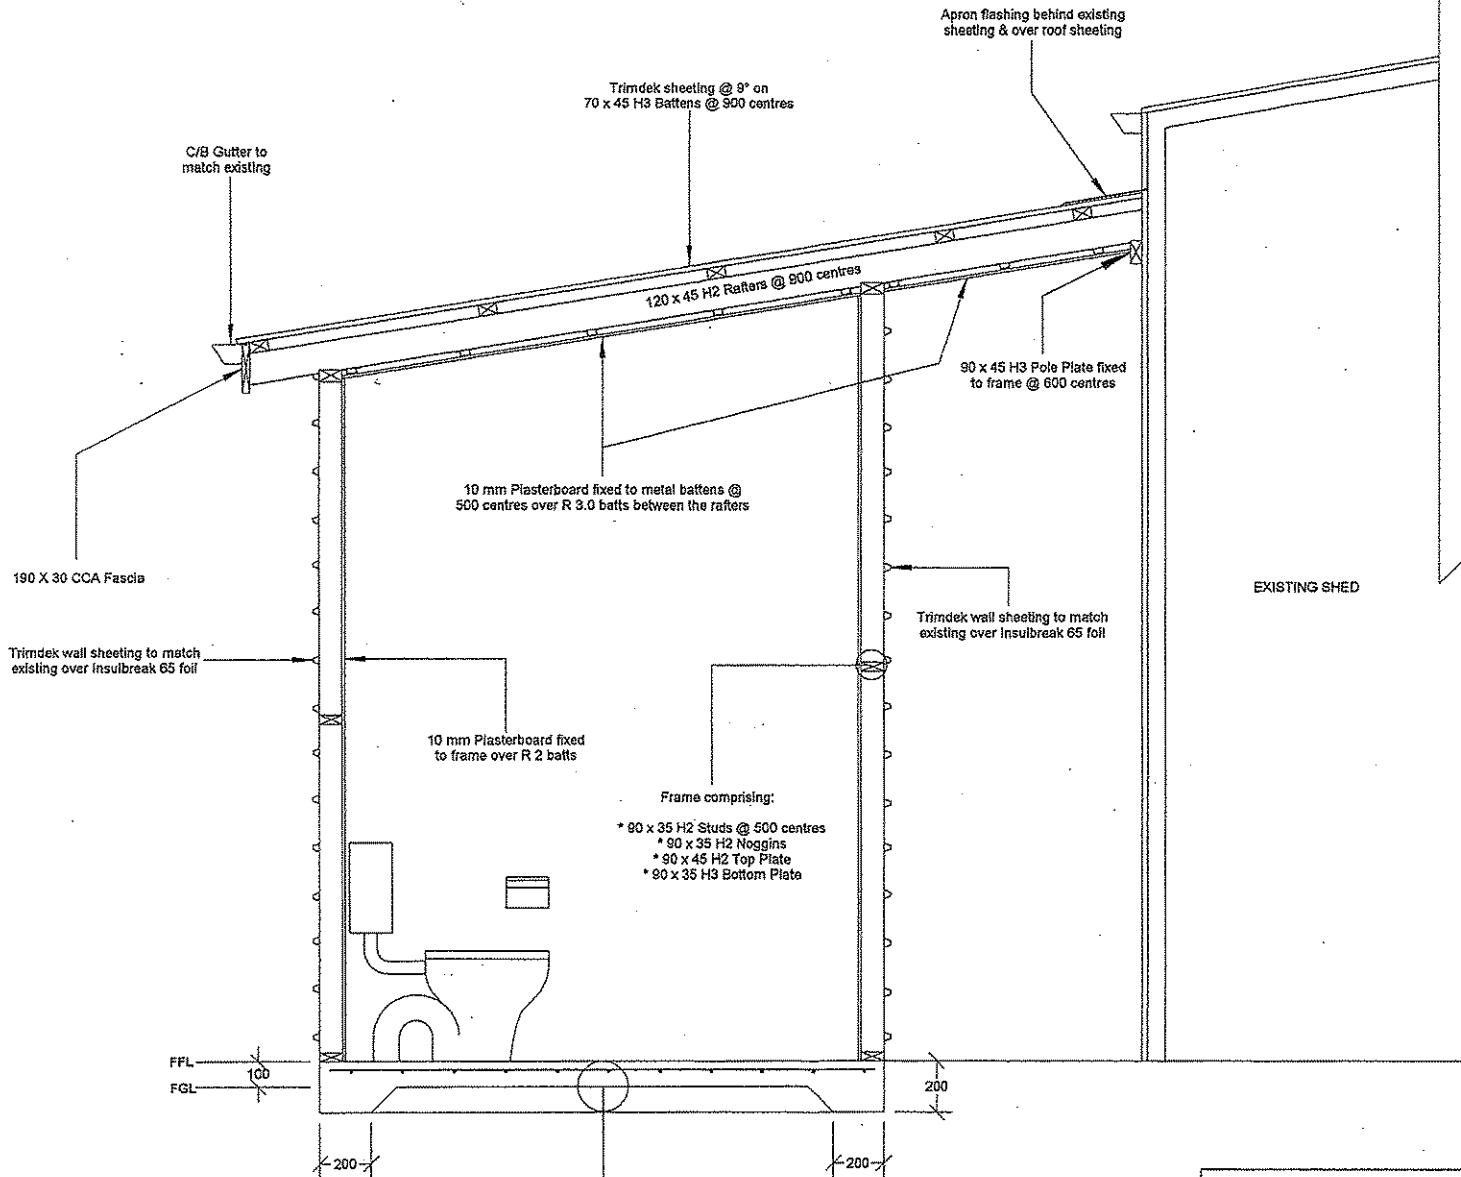 Apron flashing behind existing
sheeting & over roof sheeting
Trimdek sheeting @ 9° on
70 x 45 H3 Battens @ 900 centres
C/B Gutter to
match existing
120 x 45 H2 Rafters @ 900 centres
90 x 45 H3 Pole Plate fixed
to frame @ 600 centres
10 mm Plasterboard fixed to metal battens @
500 centres over R 3.0 batts between the rafters
190 X 30 CCA Fascia
EXISTING SHED
Trimdek wall sheeting to match
existing over Insulbreak 65 foil
Trimdek wall sheeting to match
existing over Insulbreak 65 foil
10 mm Plasterboard fixed
to frame over R 2 batts
Frame comprising:
* 90 x 35 H2 Studs @ 500 centres
* 90 x 35 H2 Noggins
* 90 x 45 H2 Top Plate
* 90 x 35 H3 Bottom Plate
FFL
100
FGL
200
200
200